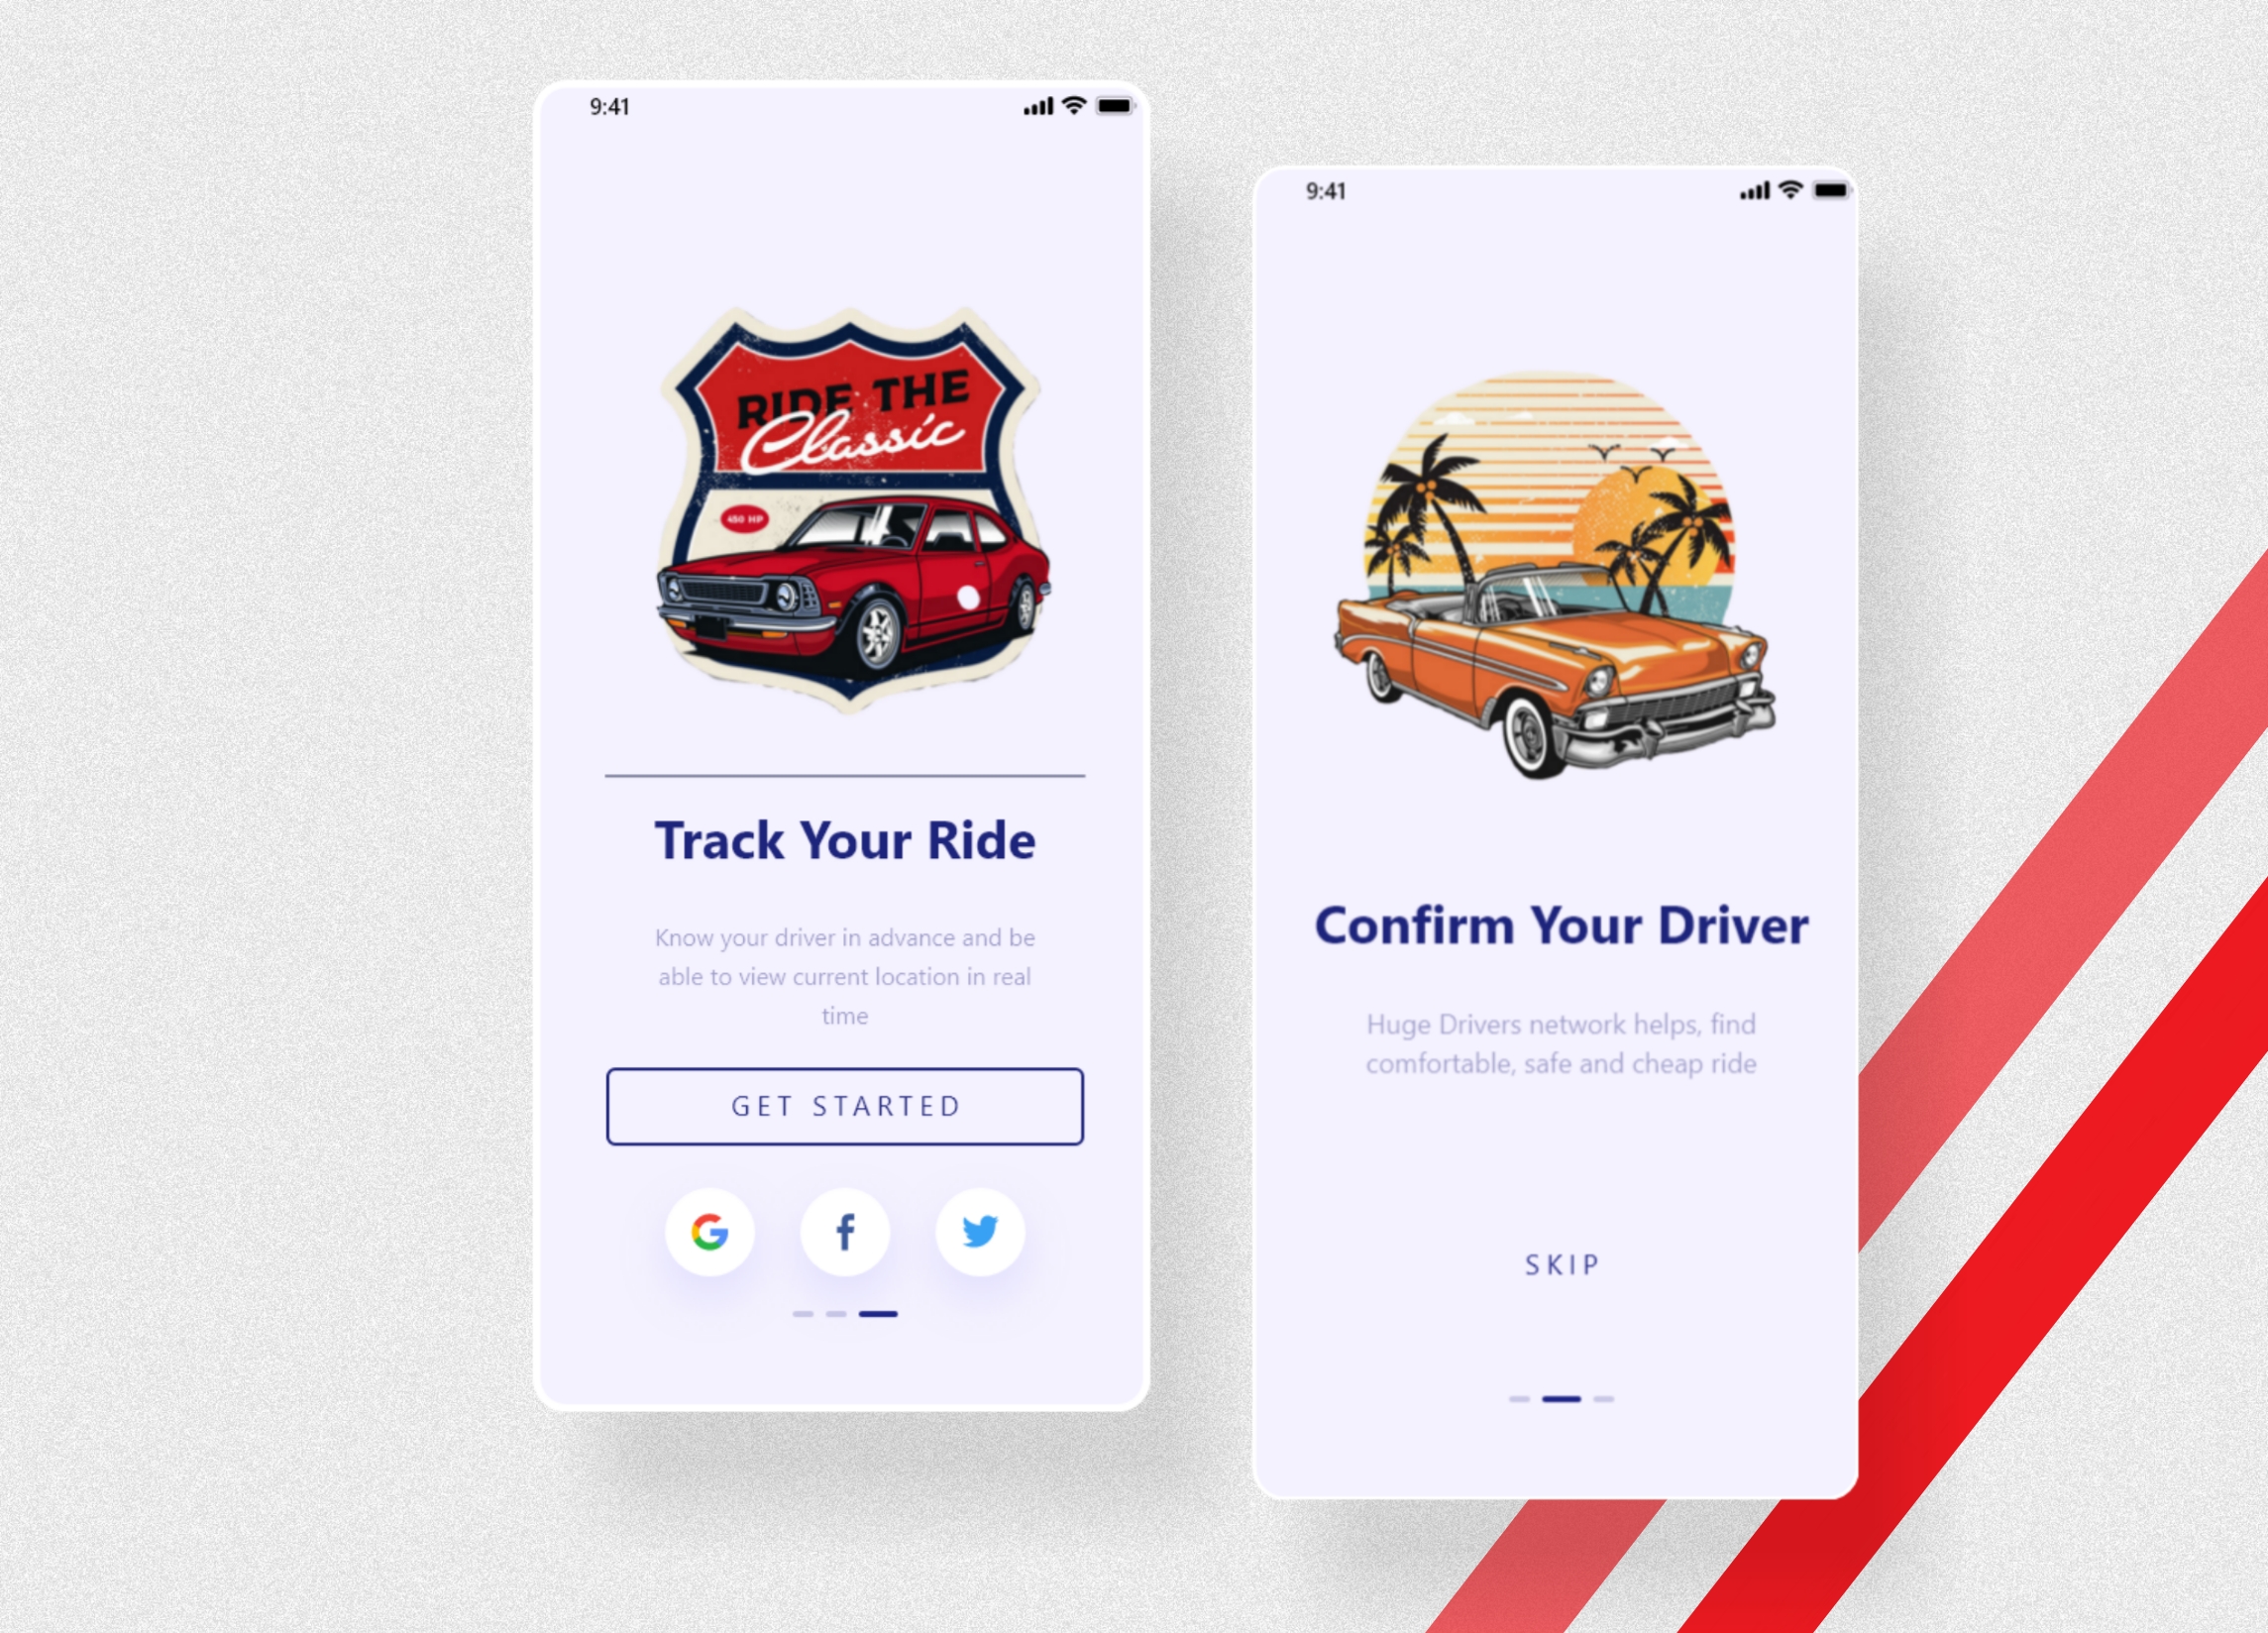 9:41
RIDE THE
Classic
450 HP
Track Your Ride
Know your driver in advance and be
able to view current location in real
time
GET STARTED
9:41
Confirm Your Driver
Huge Drivers network helps, find
comfortable, safe and cheap ride
SKIP